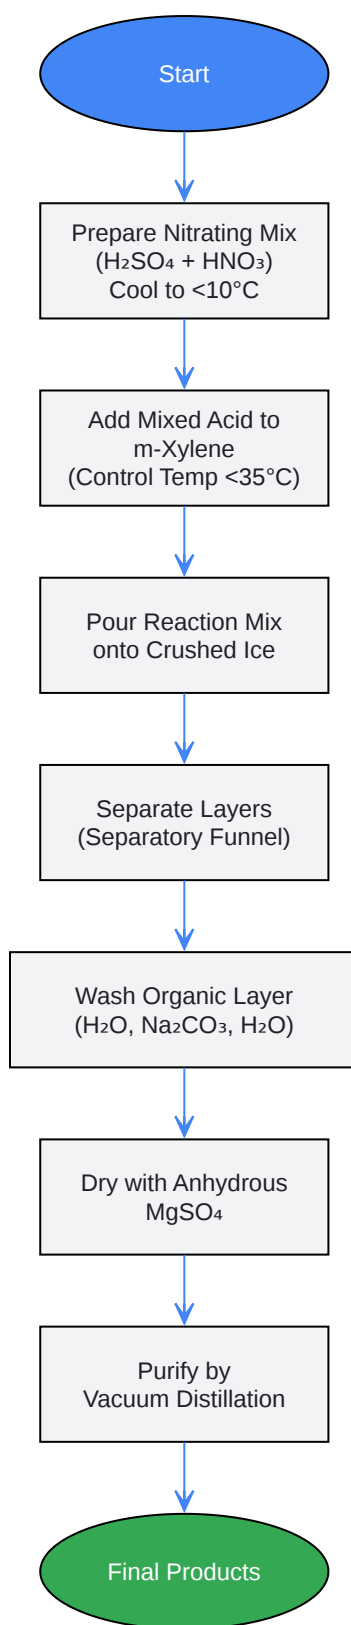 Start
Prepare Nitrating Mix
(H₂SO₄ + HNO₃)
Cool to <10°C
Add Mixed Acid to
m-Xylene
(Control Temp <35°C)
Pour Reaction Mix
onto Crushed Ice
Separate Layers
(Separatory Funnel)
Wash Organic Layer
(H₂O, Na₂CO₃, H₂O)
Dry with Anhydrous
MgSO₄
Purify by
Vacuum Distillation
Final Products